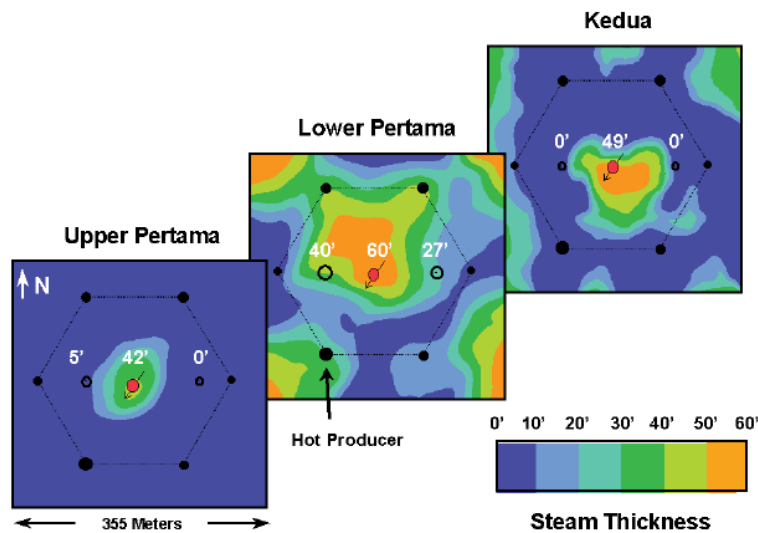 Kedua
0' 49' 0'
Lower Pertama
40' 60' 27'
Upper Pertama
N
5' 42' 0'
Hot Producer
355 Meters
0' 10' 20' 30' 40' 50' 60'
Steam Thickness